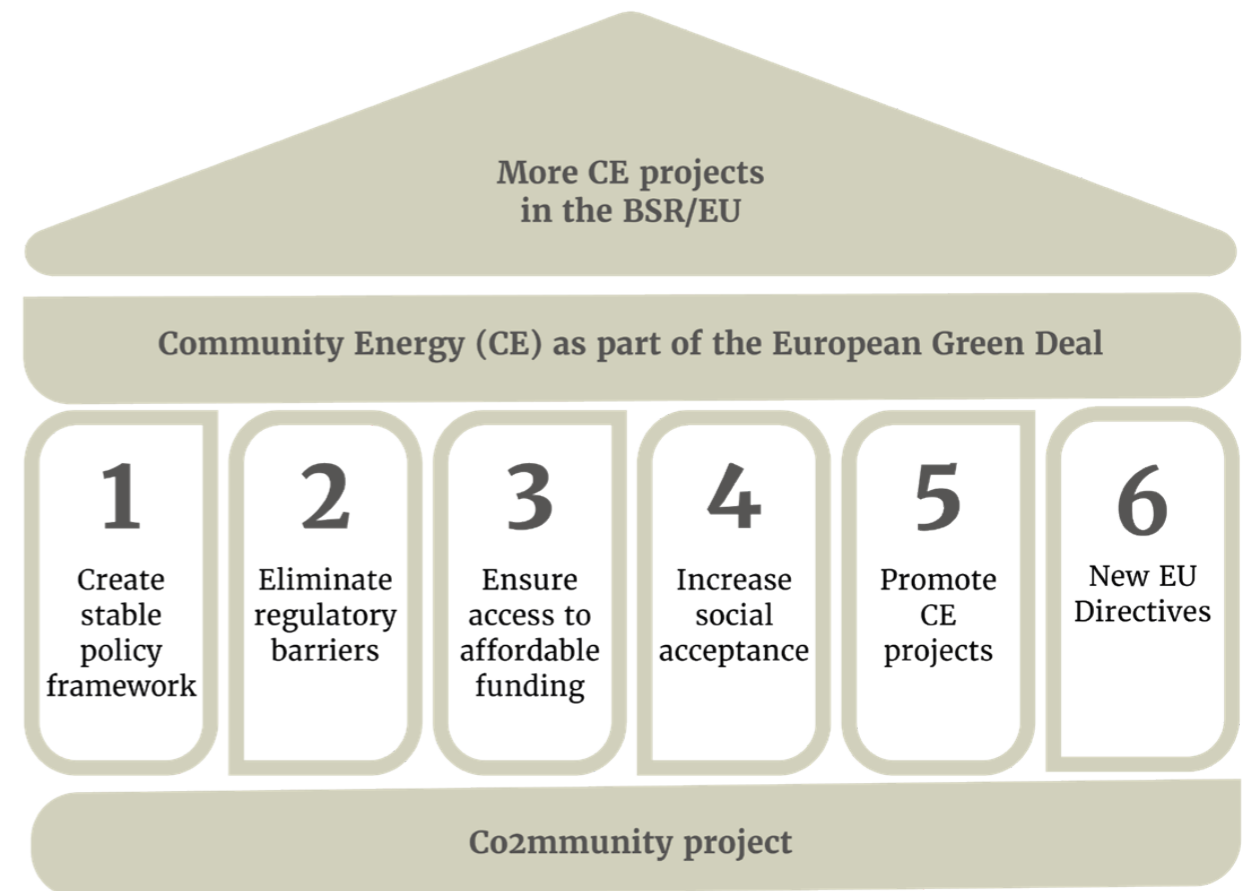 More CE projects
in the BSR/EU
Community Energy (CE) as part of the European Green Deal
1
Create
stable
policy
framework
2
Eliminate
regulatory
barriers
3
Ensure
access to
affordable
funding
4
Increase
social
acceptance
5
Promote
CE
projects
6
New EU
Directives
Co2mmunity project